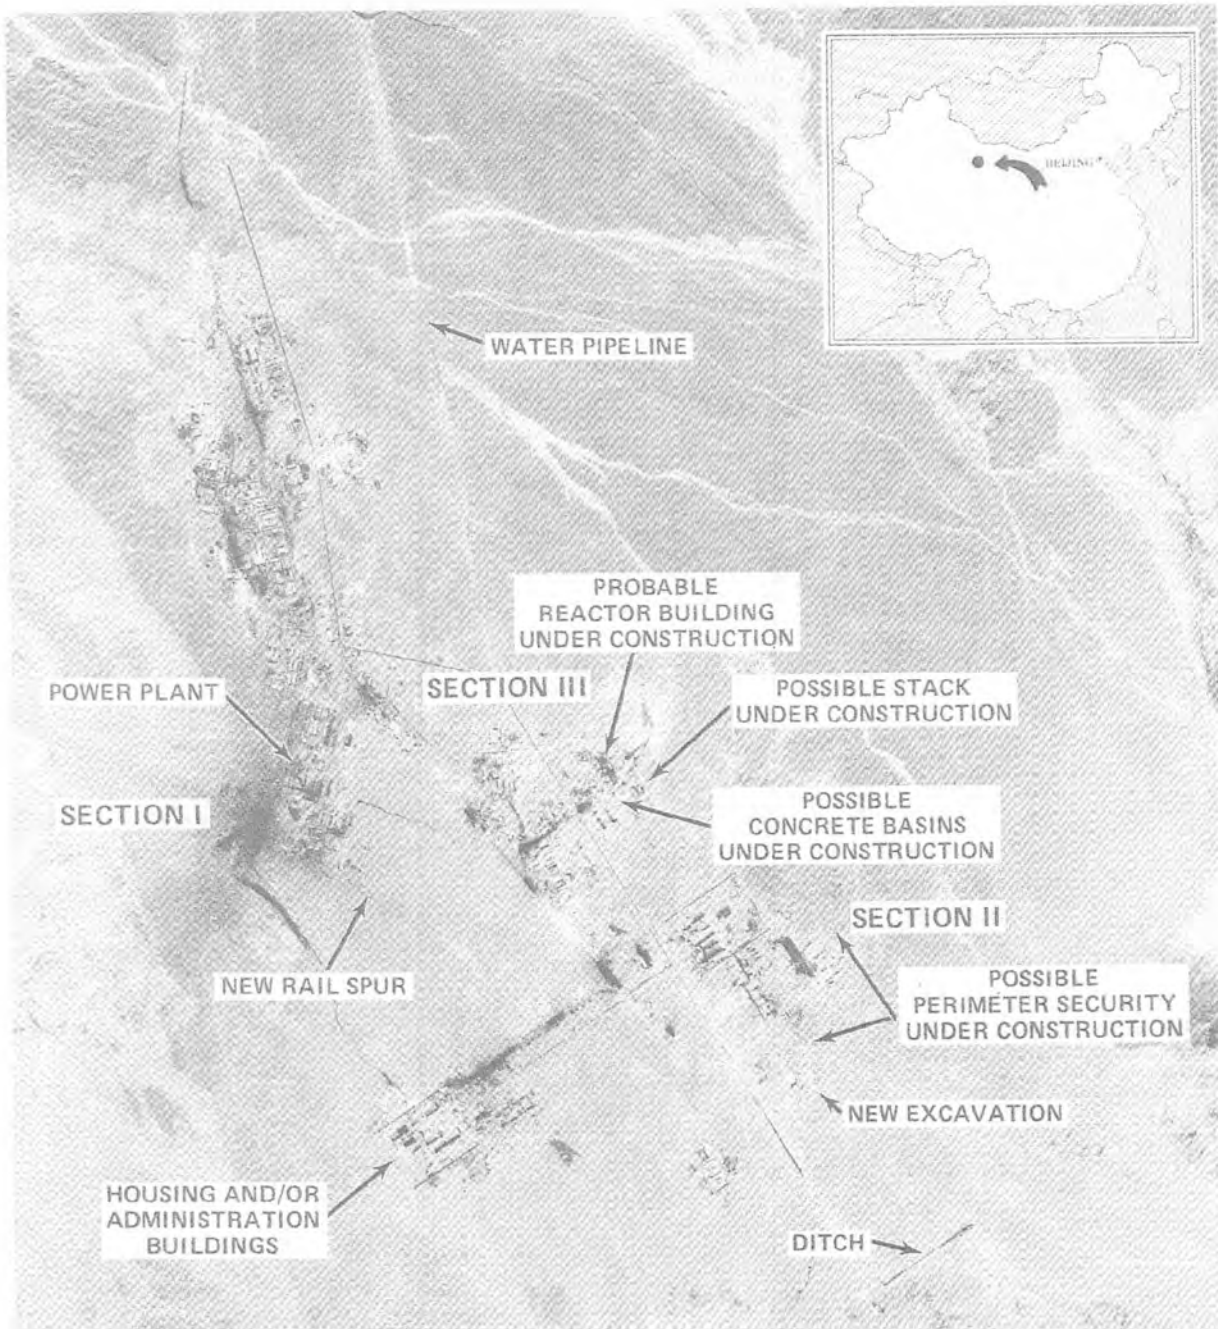 BEIJING
WATER PIPELINE
PROBABLE
REACTOR BUILDING
UNDER CONSTRUCTION
SECTION III
POWER PLANT
POSSIBLE STACK
UNDER CONSTRUCTION
SECTION I
POSSIBLE
CONCRETE BASINS
UNDER CONSTRUCTION
SECTION II
NEW RAIL SPUR
POSSIBLE
PERIMETER SECURITY
UNDER CONSTRUCTION
NEW EXCAVATION
HOUSING AND/OR
ADMINISTRATION
BUILDINGS
DITCH